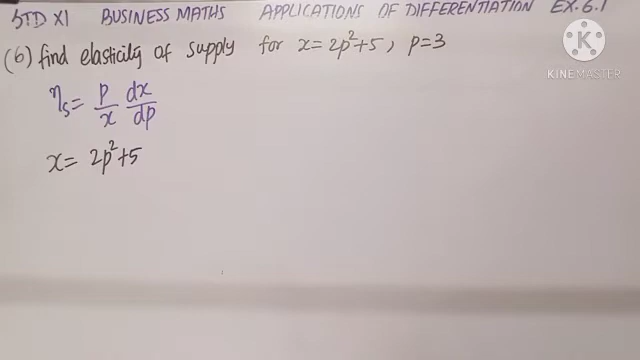 STD XI BUSINESS MATHS APPLICATIONS OF DIFFERENTIATION EX.6.1
(6) find elasticity of supply for x = 2p²+5, p=3
KINEMASTER
ηs = p/x dx/dp
x = 2p²+5